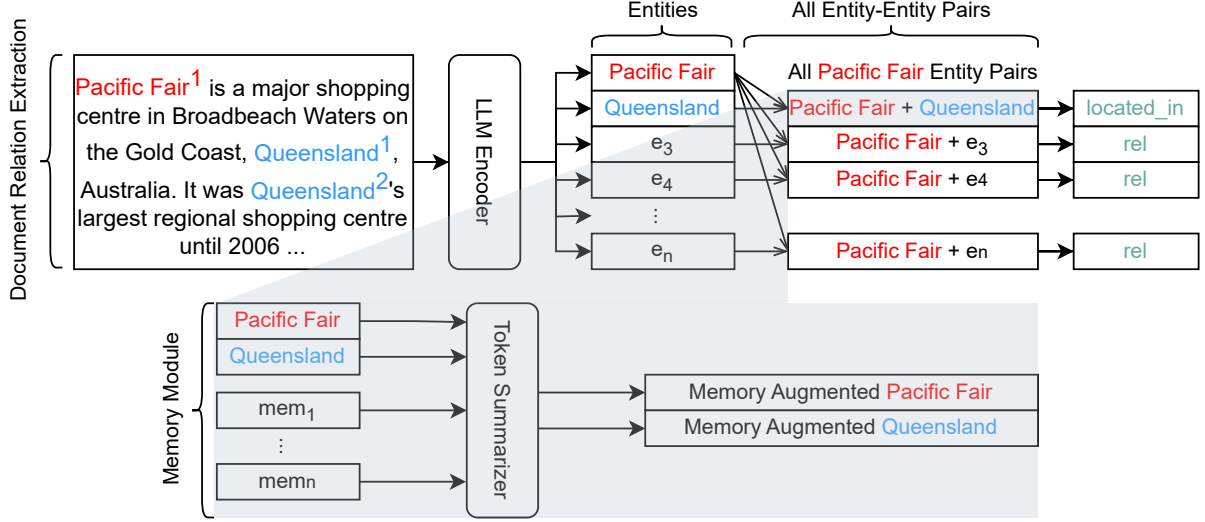 Document Relation Extraction
Pacific Fair1 is a major shopping
centre in Broadbeach Waters on
the Gold Coast, Queensland1,
Australia. It was Queensland2's
largest regional shopping centre
until 2006 ...
LLM Encoder
Entities
Pacific Fair
Queensland
e3
e4
...
en
All Entity-Entity Pairs
All Pacific Fair Entity Pairs
Pacific Fair + Queensland
Pacific Fair + e3
Pacific Fair + e4
Pacific Fair + en
located_in
rel
rel
rel
Memory Module
Pacific Fair
Queensland
mem1
...
memn
Token Summarizer
Memory Augmented Pacific Fair
Memory Augmented Queensland